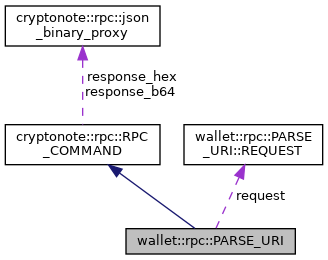 cryptonote::rpc::json
_binary_proxy
response_hex
response_b64
cryptonote::rpc::RPC
_COMMAND
wallet::rpc::PARSE
_URI::REQUEST
request
wallet::rpc::PARSE_URI